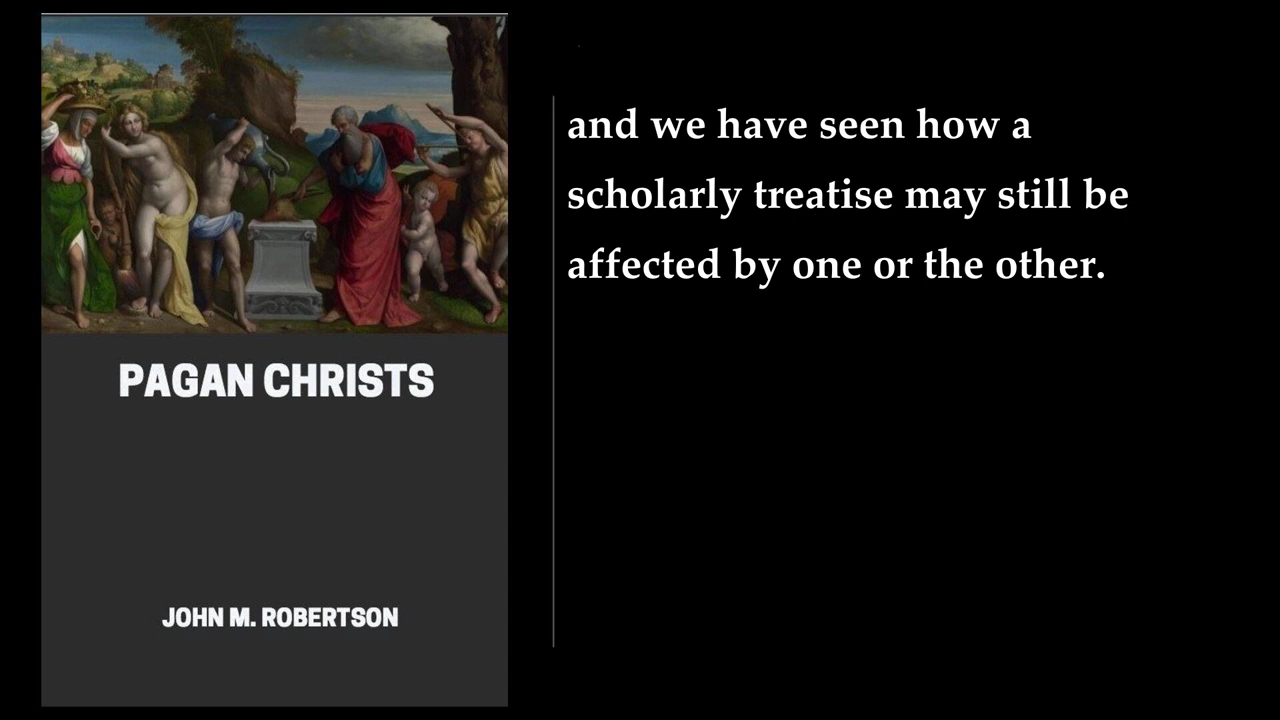 PAGAN CHRISTS
JOHN M. ROBERTSON
and we have seen how a
scholarly treatise may still be
affected by one or the other.